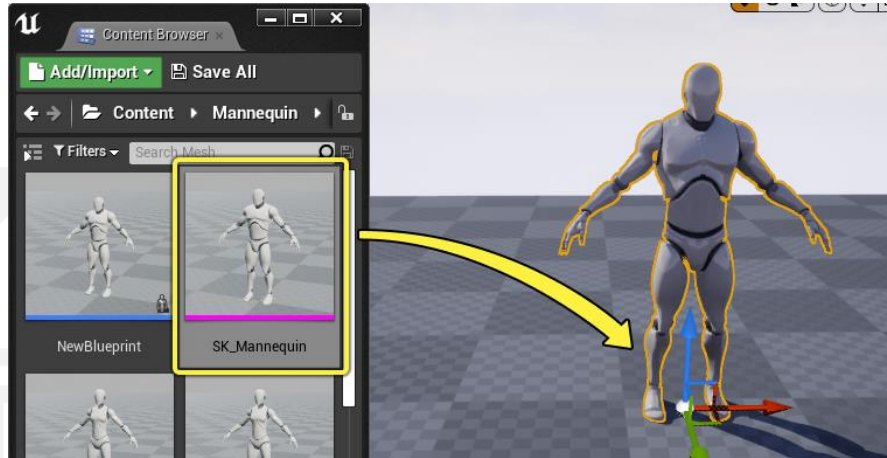 Content Browser
Add/Import Save All
Content Mannequin
Filters Search Mesh
NewBlueprint SK_Mannequin